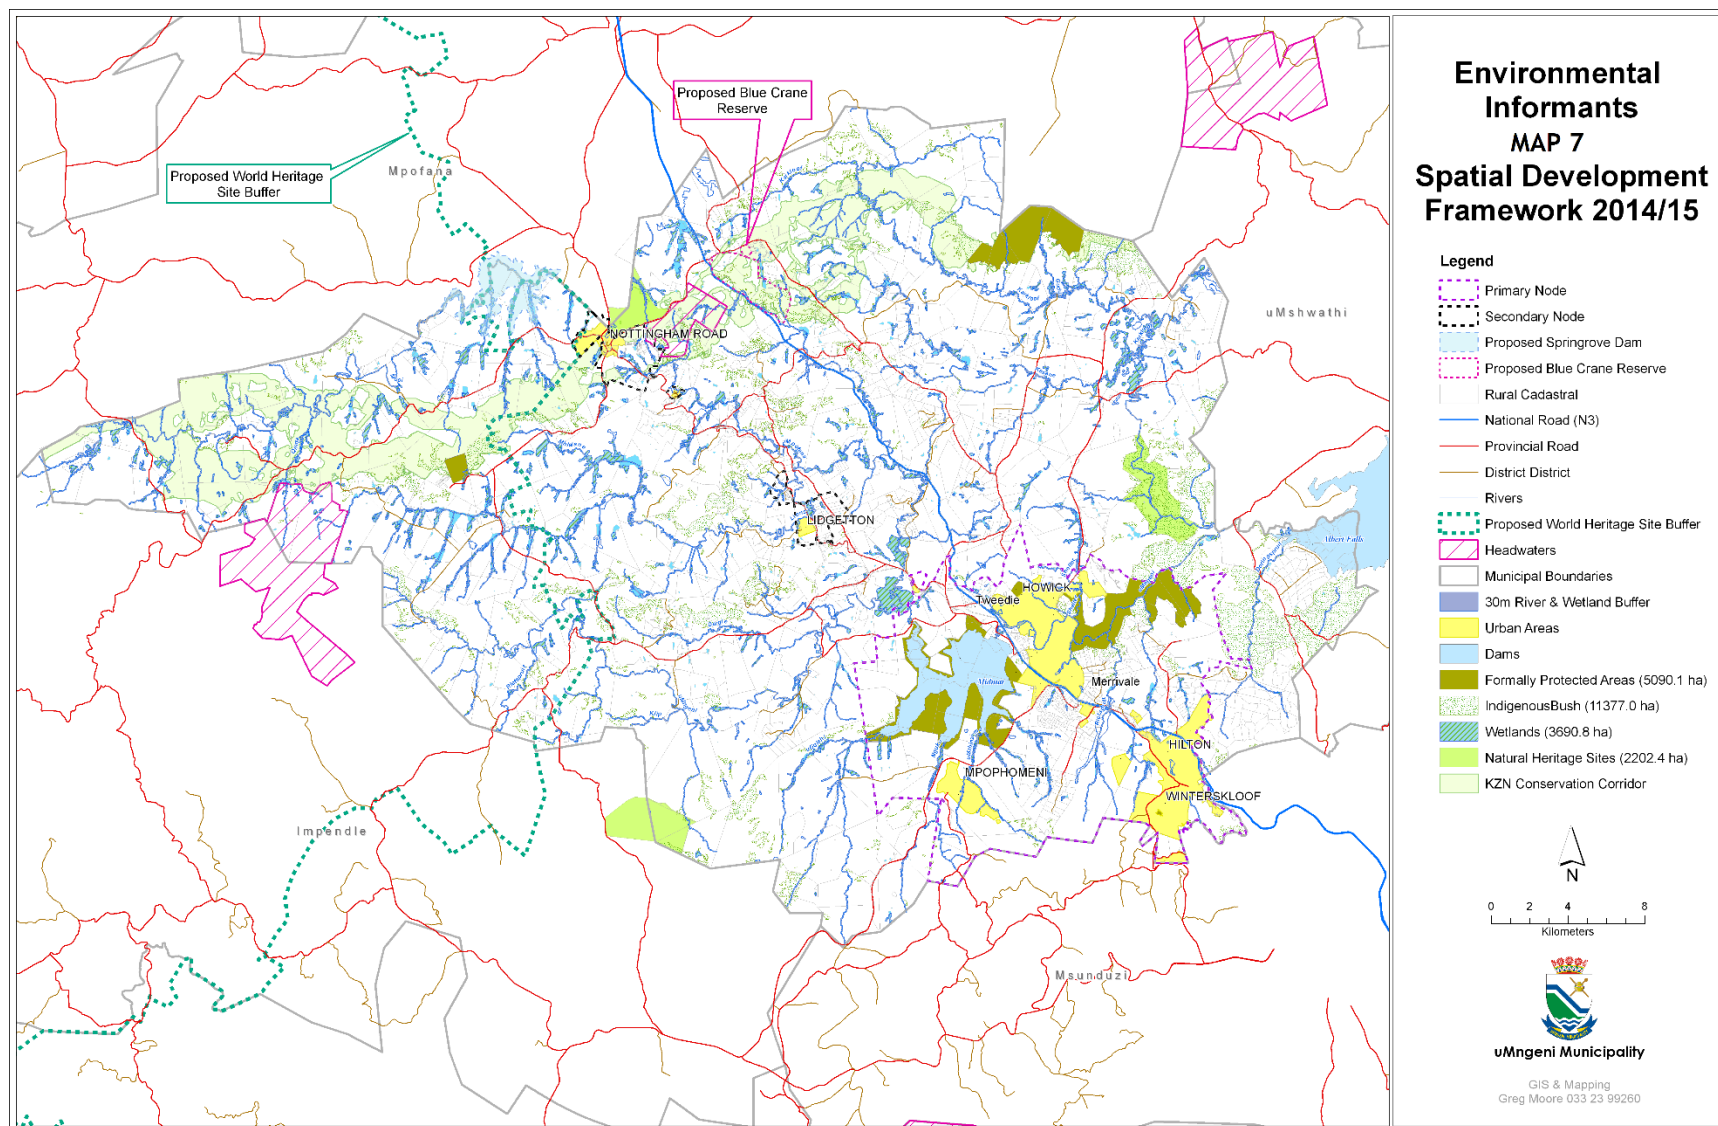 Environmental
Informants
MAP 7
Spatial Development
Framework 2014/15
Legend
Primary Node
Secondary Node
Proposed Springrove Dam
Proposed Blue Crane Reserve
Rural Cadastral
National Road (N3)
Provincial Road
District District
Rivers
Proposed World Heritage Site Buffer
Headwaters
Municipal Boundaries
30m River & Wetland Buffer
Urban Areas
Dams
Formally Protected Areas (5090.1 ha)
IndigenousBush (11377.0 ha)
Wetlands (3690.8 ha)
Natural Heritage Sites (2202.4 ha)
KZN Conservation Corridor
N
0 2 4 8
Kilometers
uMngeni Municipality
GIS & Mapping
Greg Moore 033 23 99260
Proposed Blue Crane
Reserve
Proposed World Heritage
Site Buffer
Mpofana
uMshwathi
NOTTINGHAM ROAD
LIDGETTON
Albert Falls
HOWICK
Tweedie
Midmar
Merrivale
HILTON
MPOPHOMENI
WINTERSKLOOF
Impendle
Msunduzi